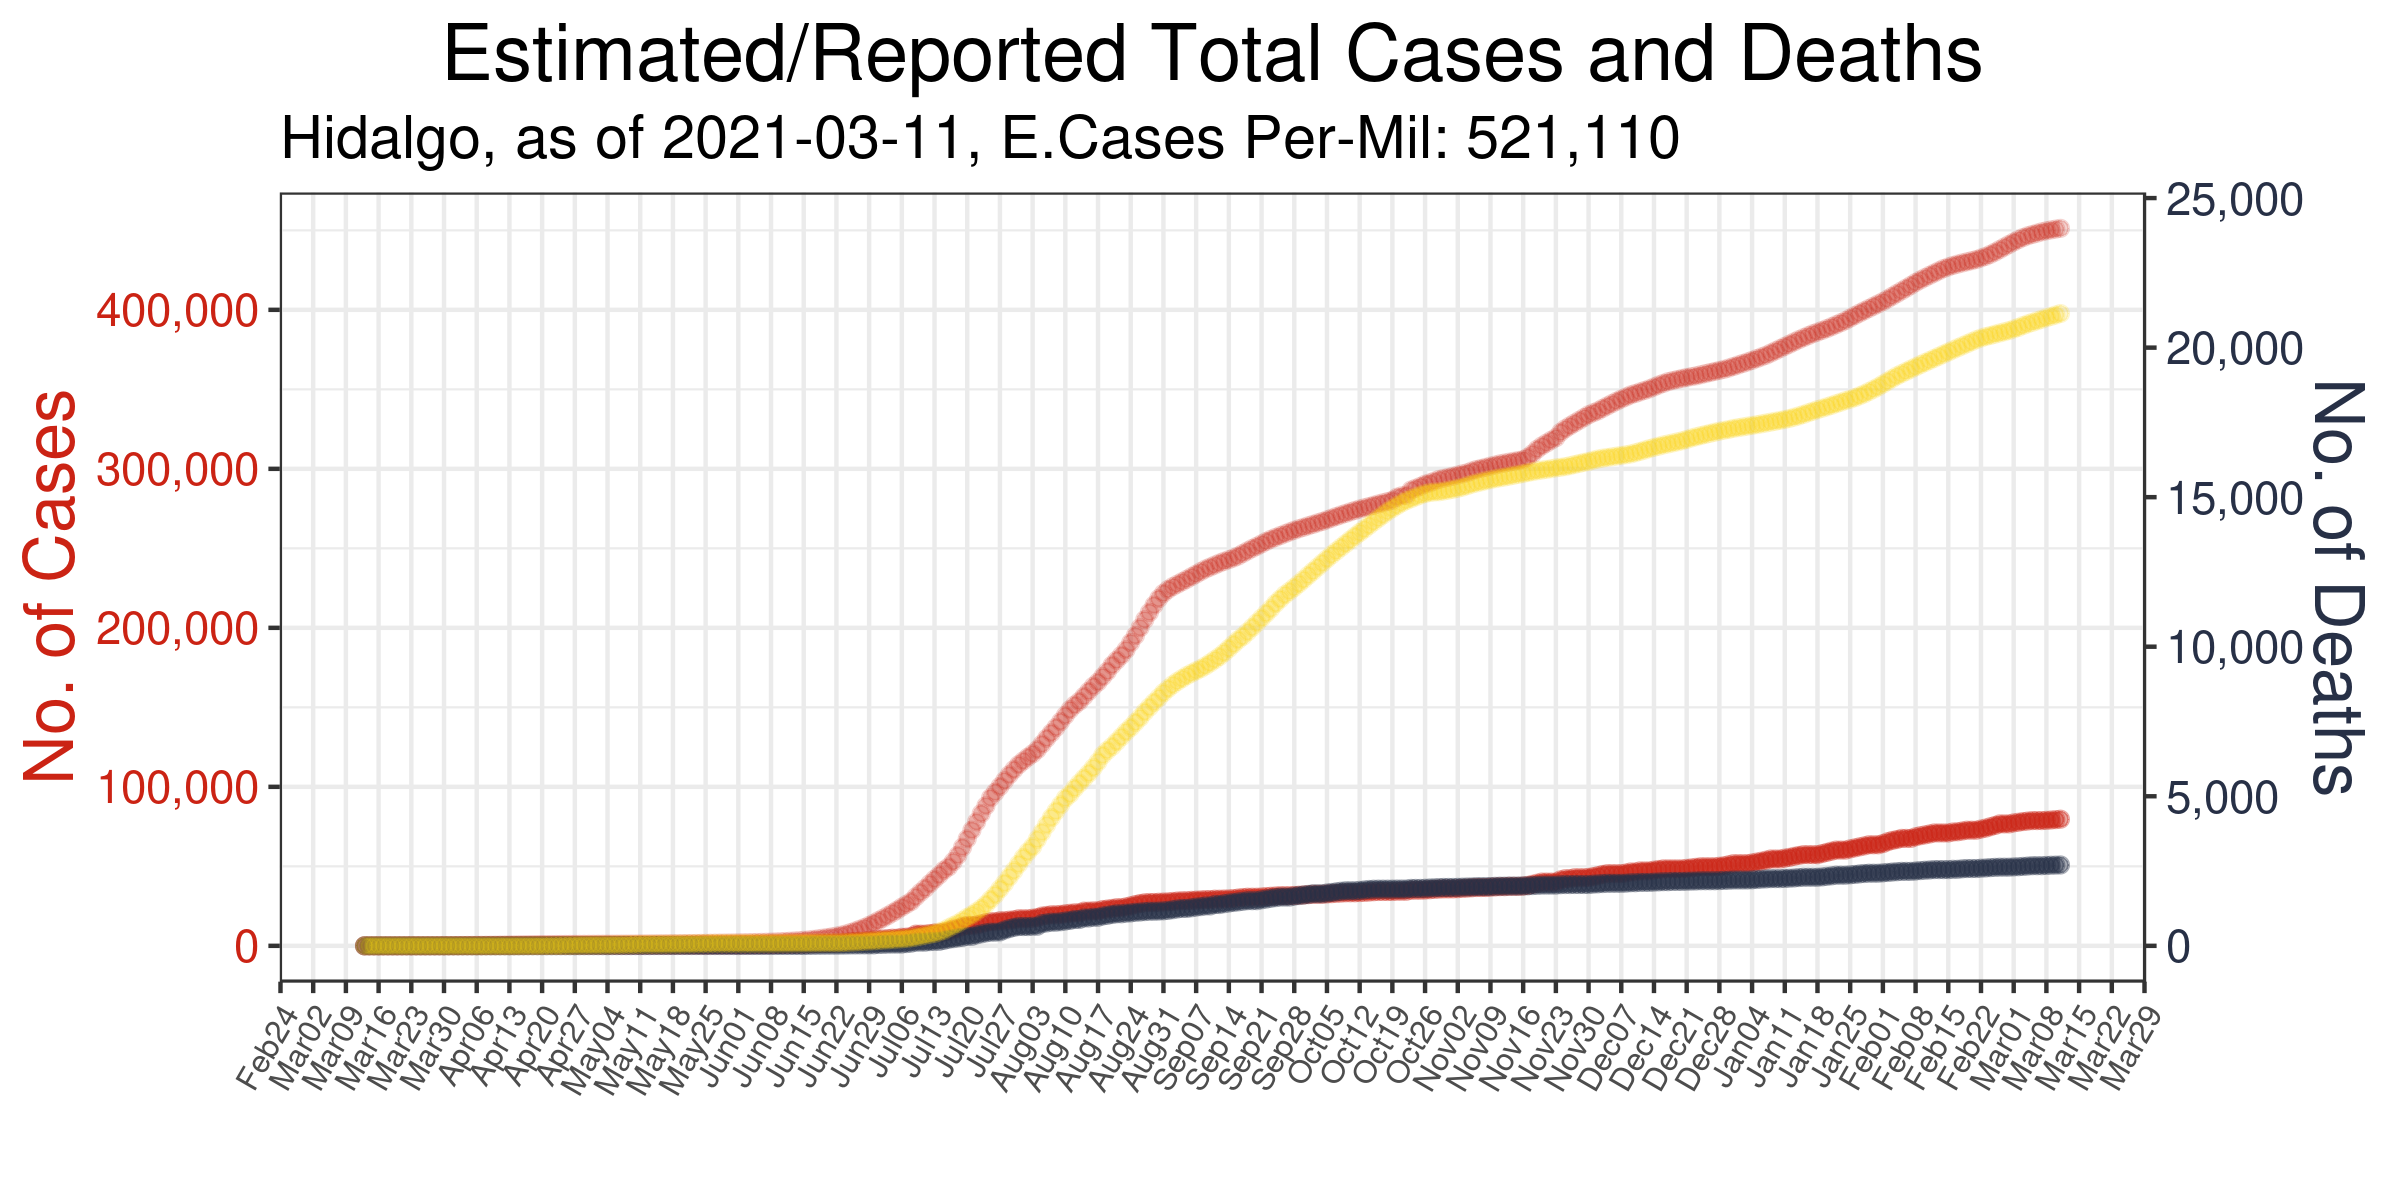 Estimated/Reported Total Cases and Deaths
Hidalgo, as of 2021-03-11, E.Cases Per-Mil: 521,110
No. of Cases
400,000
300,000
200,000
100,000
0
25,000
20,000
15,000
10,000
5,000
0
No. of Deaths
Feb24
Mar02
Mar09
Mar16
Mar23
Mar30
Apr06
Apr13
Apr20
Apr27
May04
May11
May18
May25
Jun01
Jun08
Jun15
Jun22
Jun29
Jul06
Jul13
Jul20
Jul27
Aug03
Aug10
Aug17
Aug24
Aug31
Sep07
Sep14
Sep21
Sep28
Oct05
Oct12
Oct19
Oct26
Nov02
Nov09
Nov16
Nov23
Nov30
Dec07
Dec14
Dec21
Dec28
Jan04
Jan11
Jan18
Jan25
Feb01
Feb08
Feb15
Feb22
Mar01
Mar08
Mar15
Mar22
Mar29